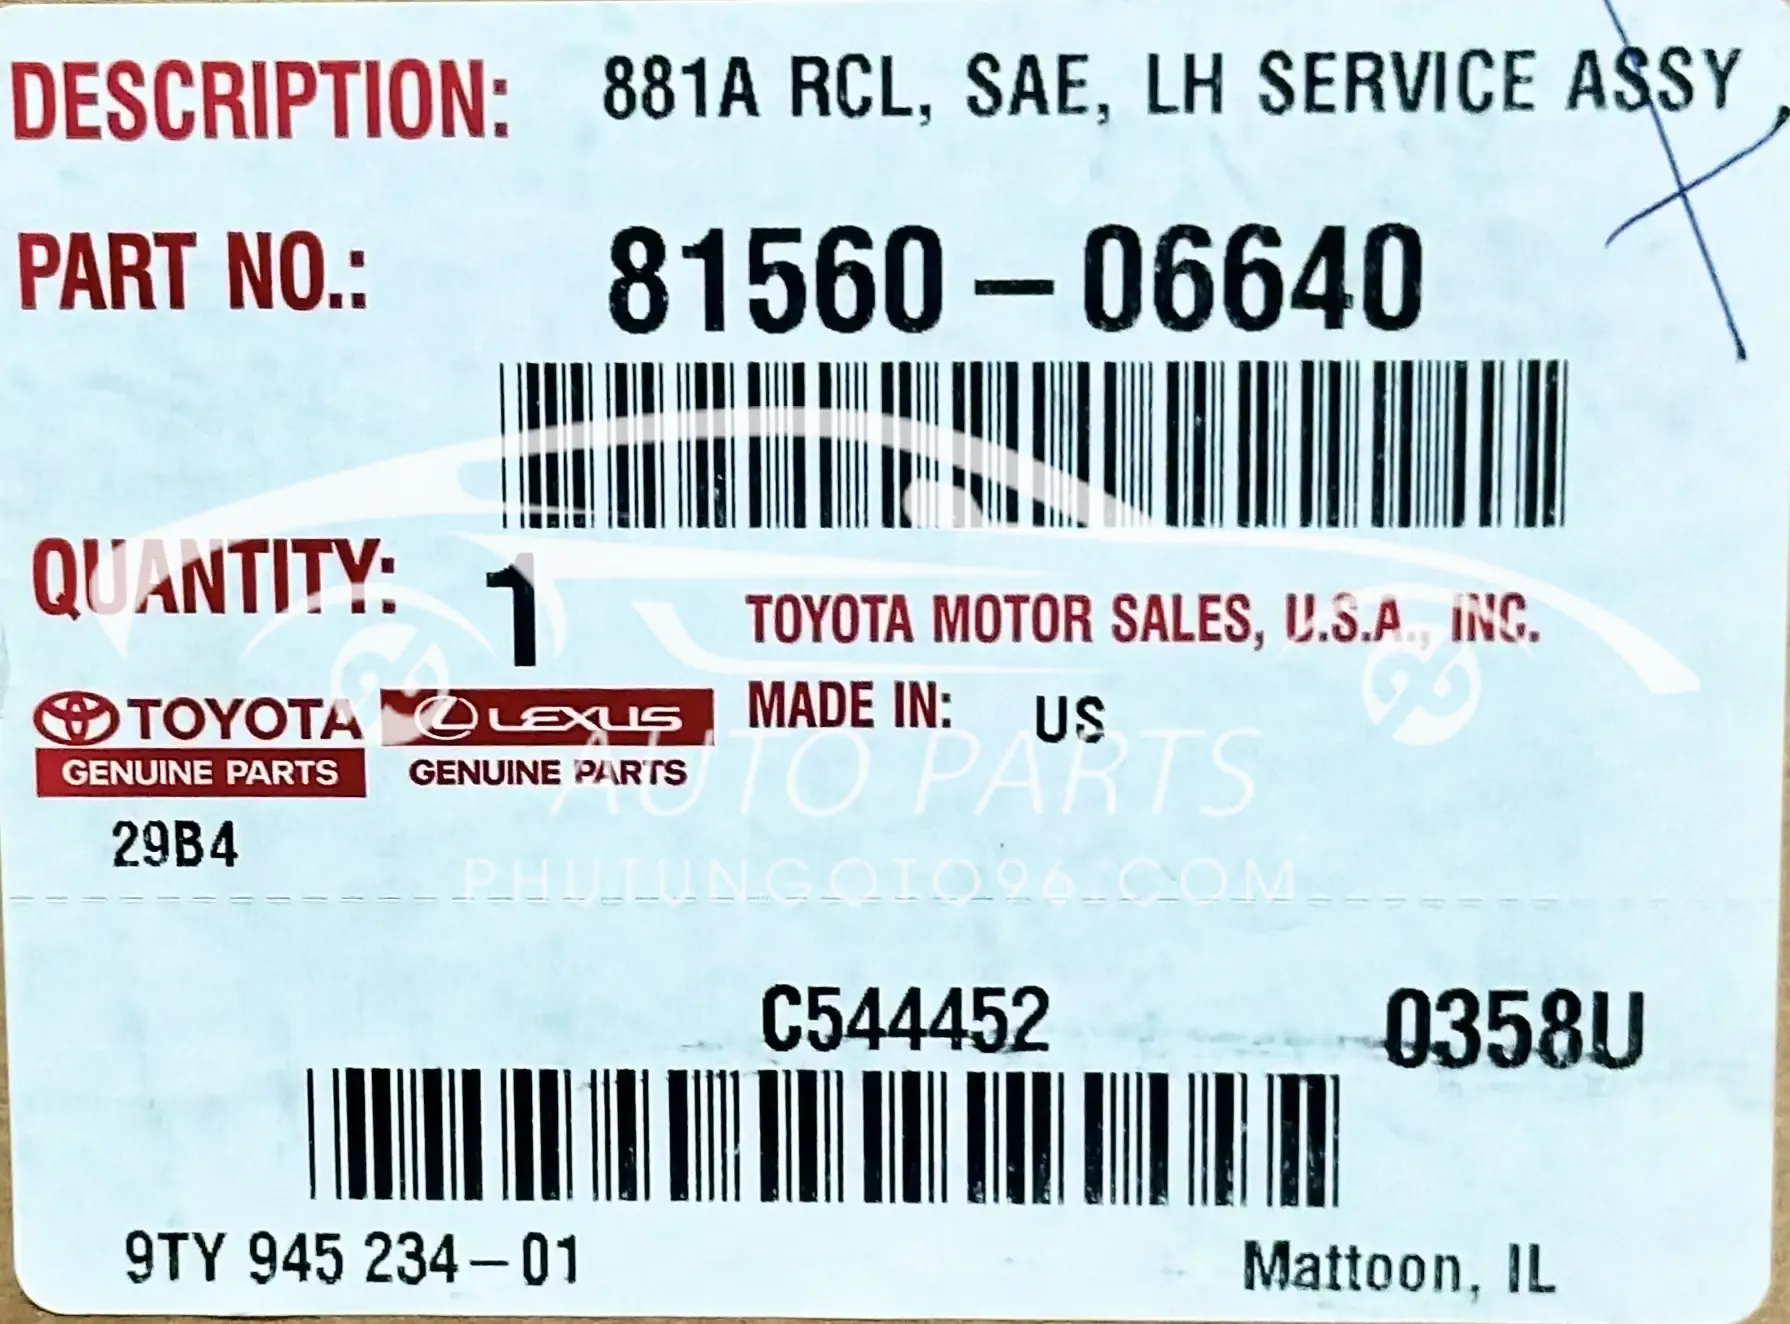 DESCRIPTION: 881A RCL, SAE, LH SERVICE ASSY,
PART NO.: 81560-06640
QUANTITY: 1
TOYOTA MOTOR SALES, U.S.A., INC.
MADE IN: US
TOYOTA
GENUINE PARTS
LEXUS
GENUINE PARTS
AUTO PARTS
29B4
PHUTUNGOTO96.COM
C544452 0358U
9TY 945 234-01 Mattoon, IL